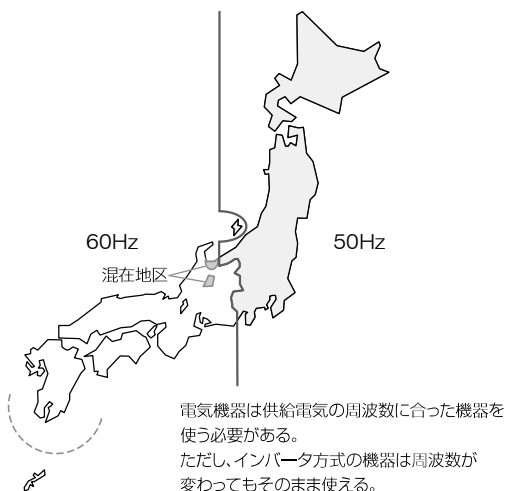 60Hz
50Hz
混在地区
電気機器は供給電気の周波数に合った機器を
使う必要がある。
ただし、インバータ方式の機器は周波数が
変わってもそのまま使える。